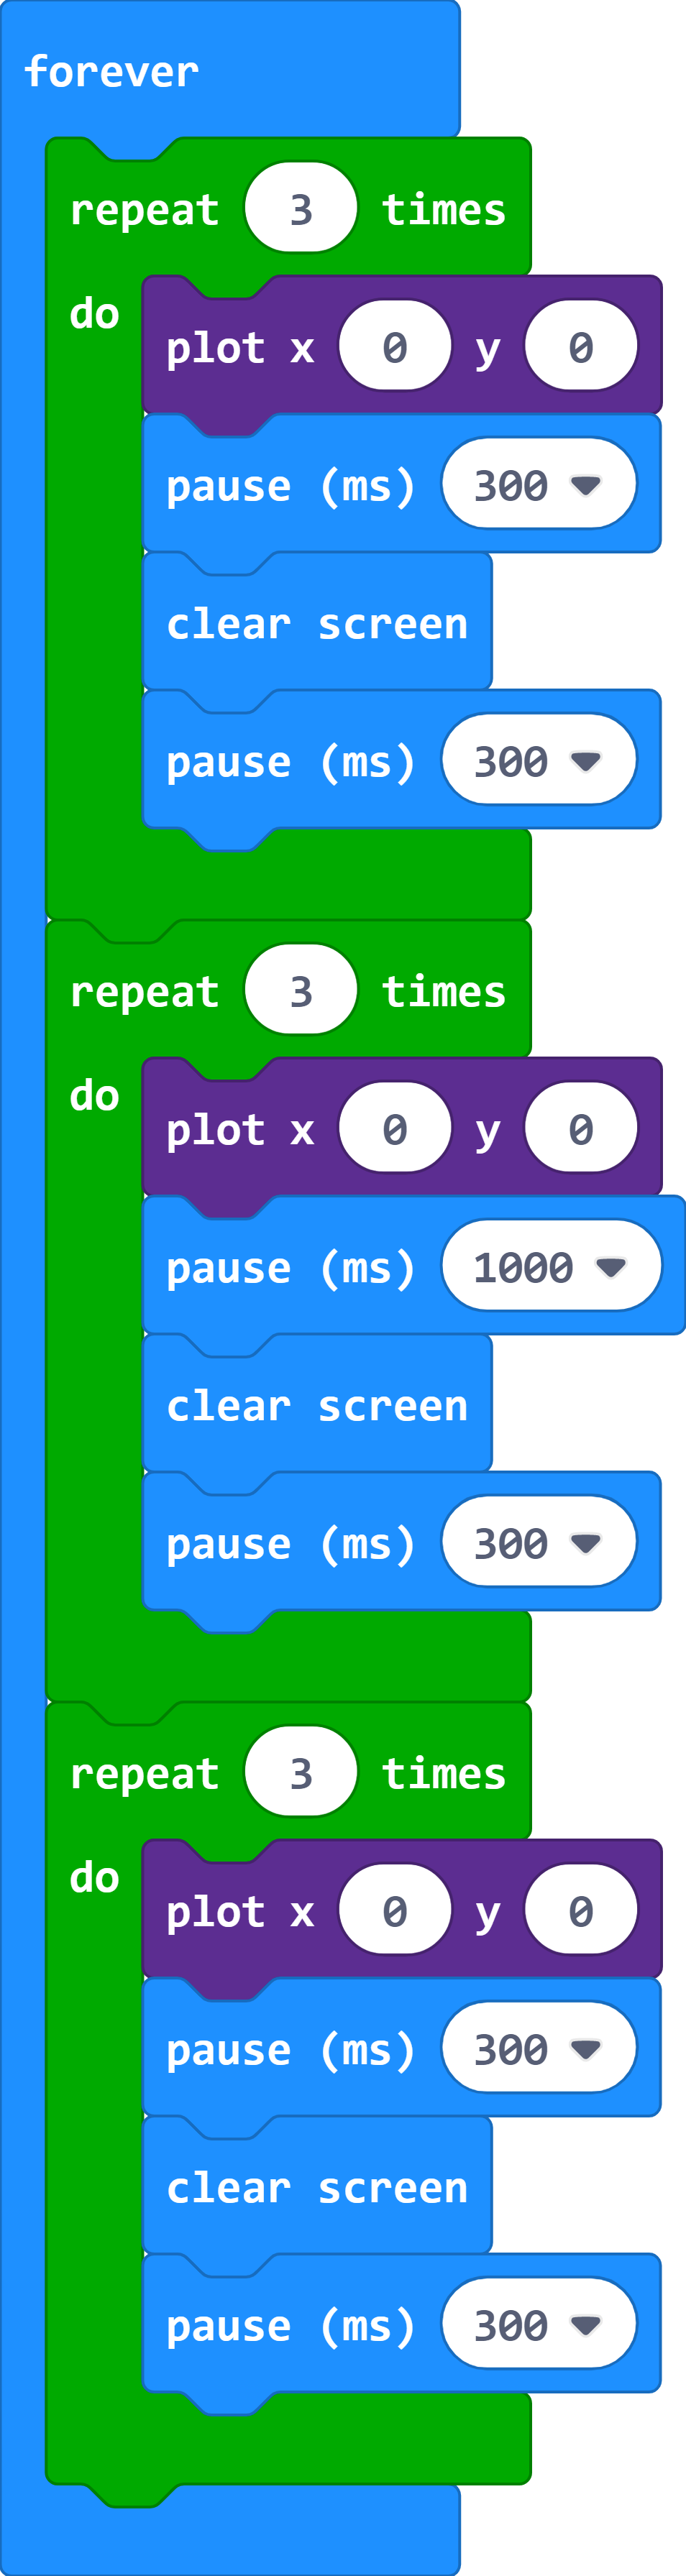 forever
repeat 3 times
do
plot x 0 y 0
pause (ms) 300
clear screen
pause (ms) 300
repeat 3 times
do
plot x 0 y 0
pause (ms) 1000
clear screen
pause (ms) 300
repeat 3 times
do
plot x 0 y 0
pause (ms) 300
clear screen
pause (ms) 300